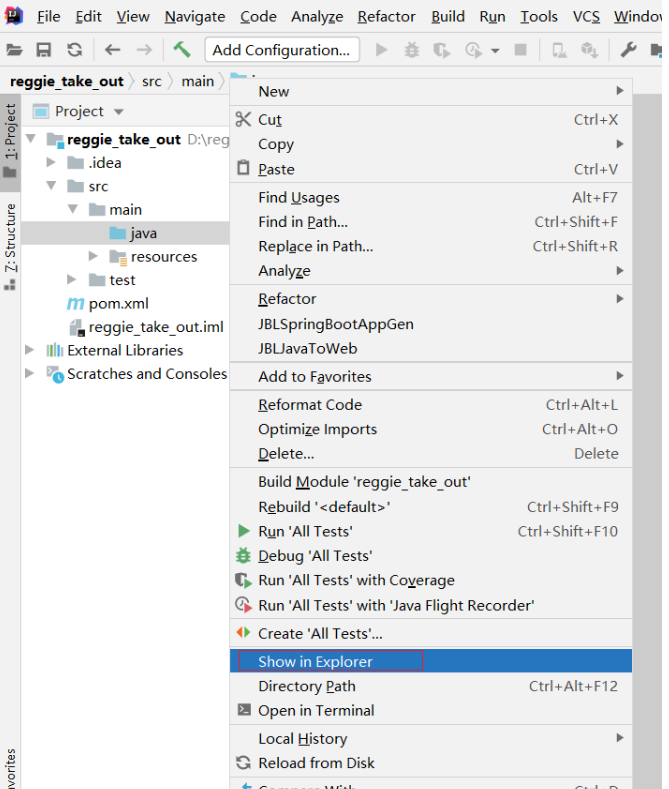 File Edit View Navigate Code Analyze Refactor Build Run Tools VCS Window
Add Configuration...
reggie_take_out src main
1: Project
Project
reggie_take_out D:\reg
.idea
src
main
java
resources
test
pom.xml
reggie_take_out.iml
External Libraries
Scratches and Consoles
Z: Structure
New
Cut Ctrl+X
Copy
Paste Ctrl+V
Find Usages Alt+F7
Find in Path... Ctrl+Shift+F
Replace in Path... Ctrl+Shift+R
Analyze
Refactor
JBLSpringBootAppGen
JBLJavaToWeb
Add to Favorites
Reformat Code Ctrl+Alt+L
Optimize Imports Ctrl+Alt+O
Delete... Delete
Build Module 'reggie_take_out'
Rebuild '<default>' Ctrl+Shift+F9
Run 'All Tests' Ctrl+Shift+F10
Debug 'All Tests'
Run 'All Tests' with Coverage
Run 'All Tests' with 'Java Flight Recorder'
Create 'All Tests'...
Show in Explorer
Directory Path Ctrl+Alt+F12
Open in Terminal
Local History
Reload from Disk
Compare With... Ctrl+D